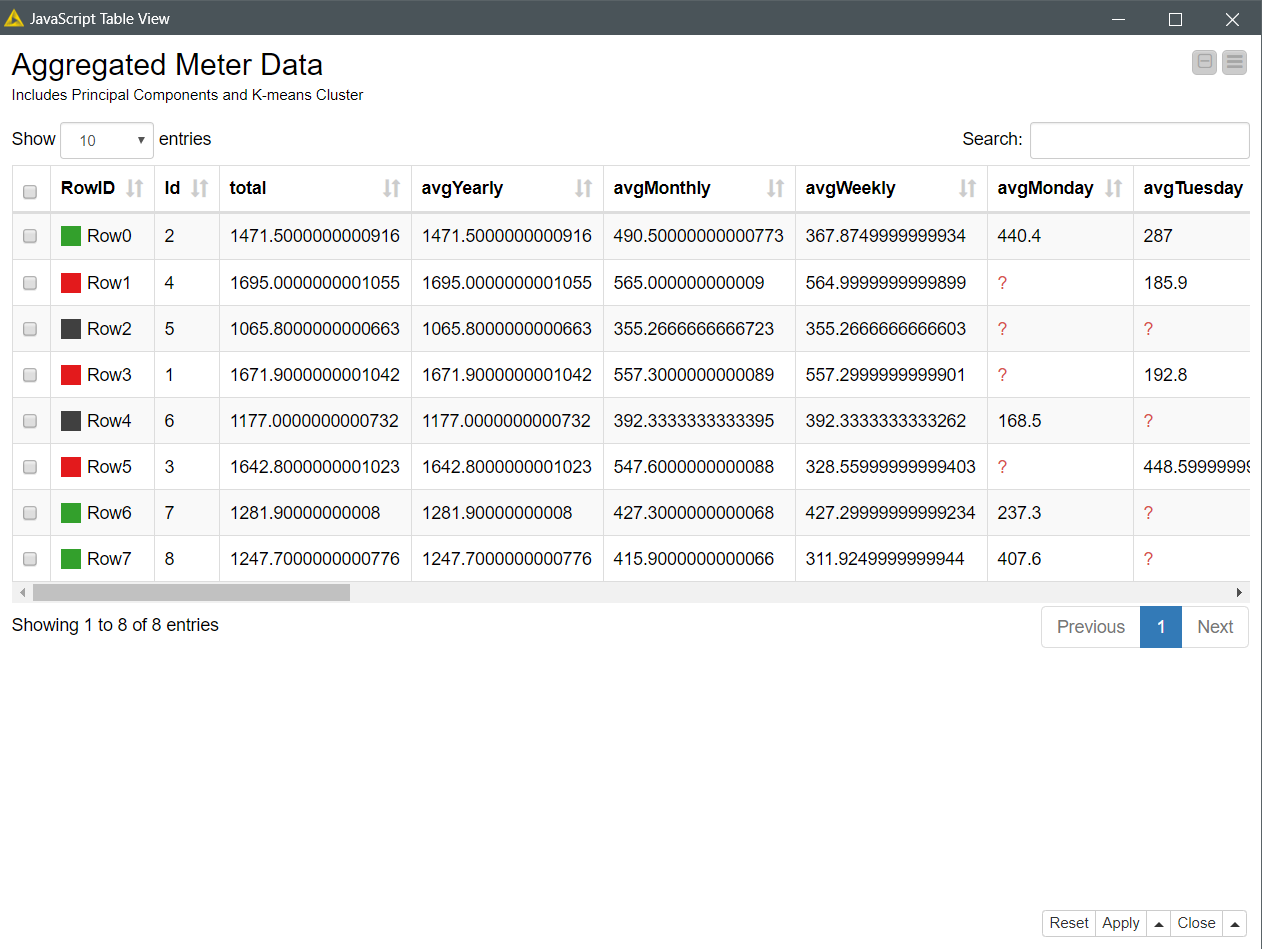 JavaScript Table View
Aggregated Meter Data
Includes Principal Components and K-means Cluster
Show 10 entries Search:
RowID Id total avgYearly avgMonthly avgWeekly avgMonday avgTuesday
Row0 2 1471.5000000000916 1471.5000000000916 490.50000000000773 367.8749999999934 440.4 287
Row1 4 1695.0000000001055 1695.0000000001055 565.000000000009 564.9999999999899 ? 185.9
Row2 5 1065.8000000000663 1065.8000000000663 355.2666666666723 355.2666666666603 ? ?
Row3 1 1671.9000000001042 1671.9000000001042 557.3000000000089 557.2999999999901 ? 192.8
Row4 6 1177.0000000000732 1177.0000000000732 392.3333333333395 392.3333333333262 168.5 ?
Row5 3 1642.8000000001023 1642.8000000001023 547.6000000000088 328.55999999999403 ? 448.59999999
Row6 7 1281.90000000008 1281.90000000008 427.3000000000068 427.29999999999234 237.3 ?
Row7 8 1247.7000000000776 1247.7000000000776 415.9000000000066 311.9249999999944 407.6 ?
Showing 1 to 8 of 8 entries Previous 1 Next
Reset Apply Close